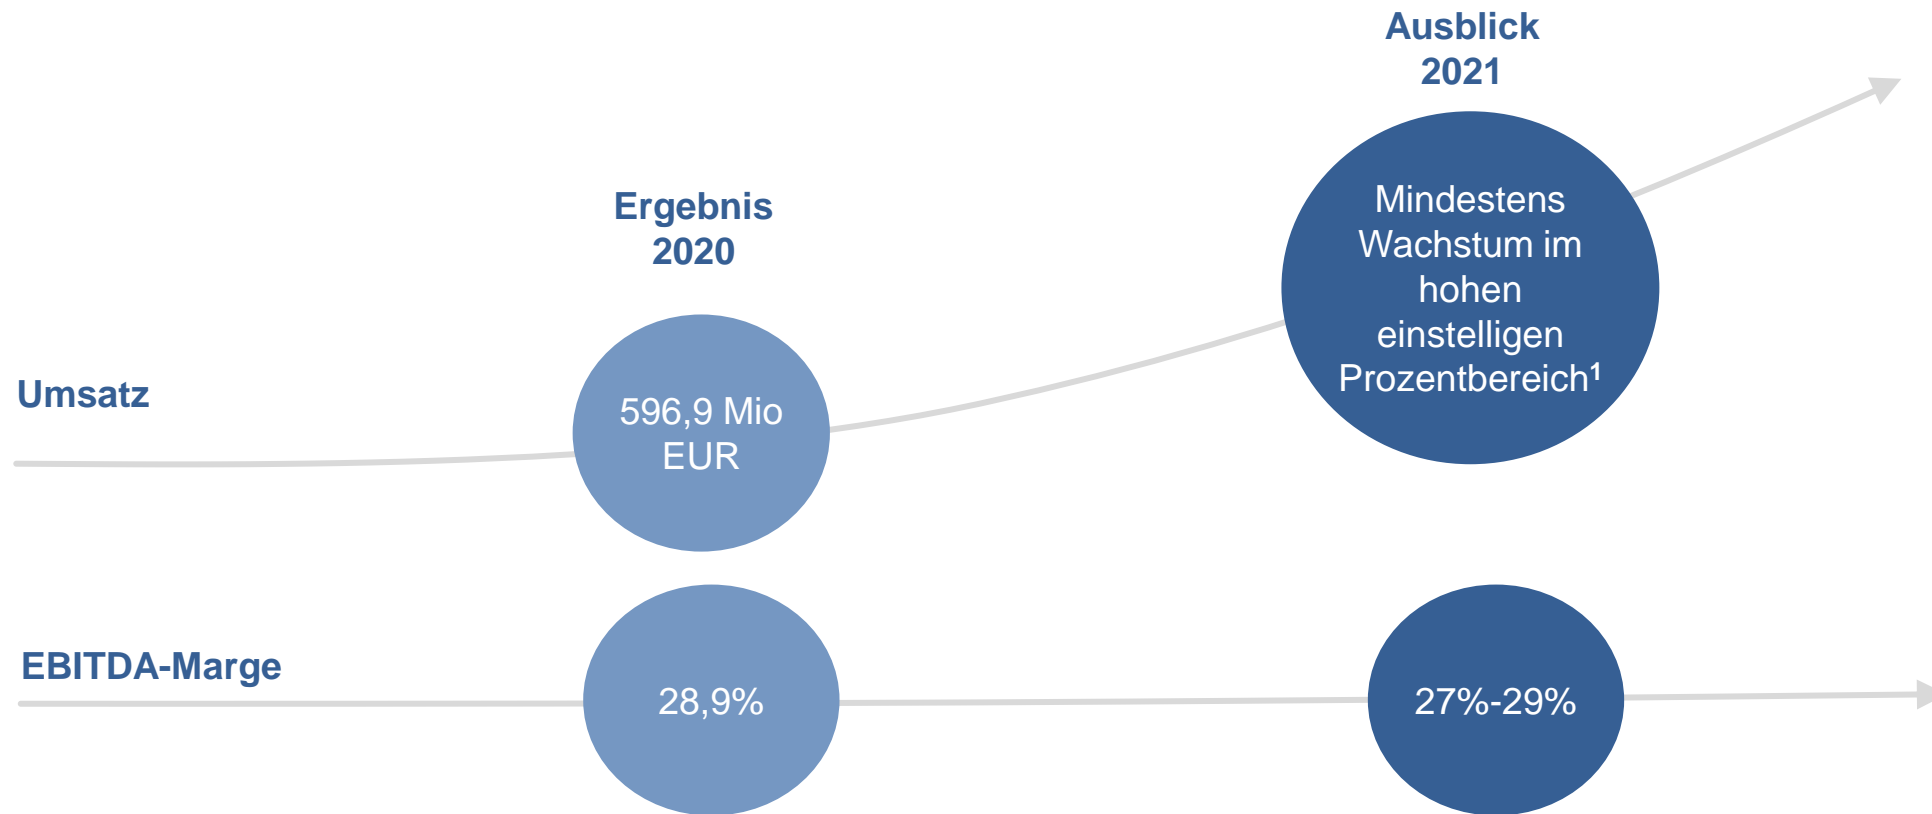 Ausblick
2021
Ergebnis
2020
Umsatz
596,9 Mio
EUR
Mindestens
Wachstum im
hohen
einstelligen
Prozentbereich¹
EBITDA-Marge
28,9%
27%-29%